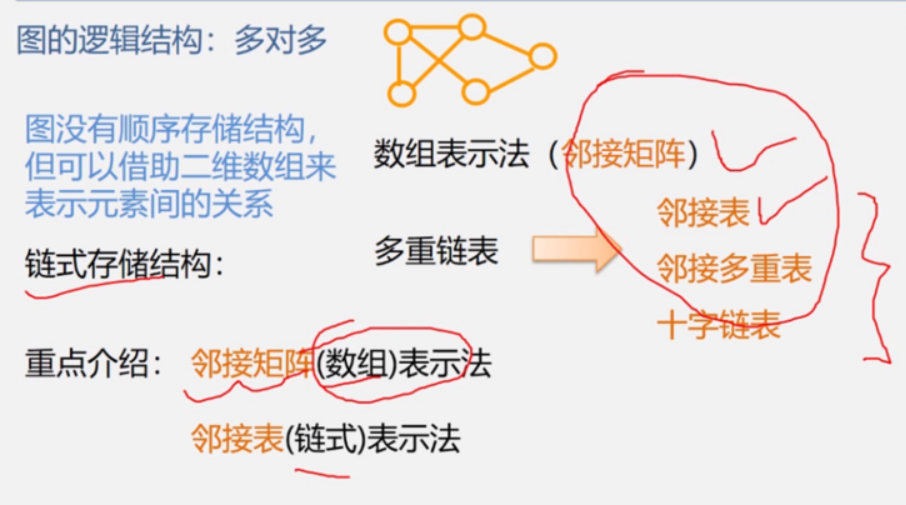 图的逻辑结构：多对多
图没有顺序存储结构，
但可以借助二维数组来
表示元素间的关系
数组表示法（邻接矩阵）
链式存储结构：
多重链表
邻接表
邻接多重表
十字链表
重点介绍：邻接矩阵(数组)表示法
邻接表(链式)表示法